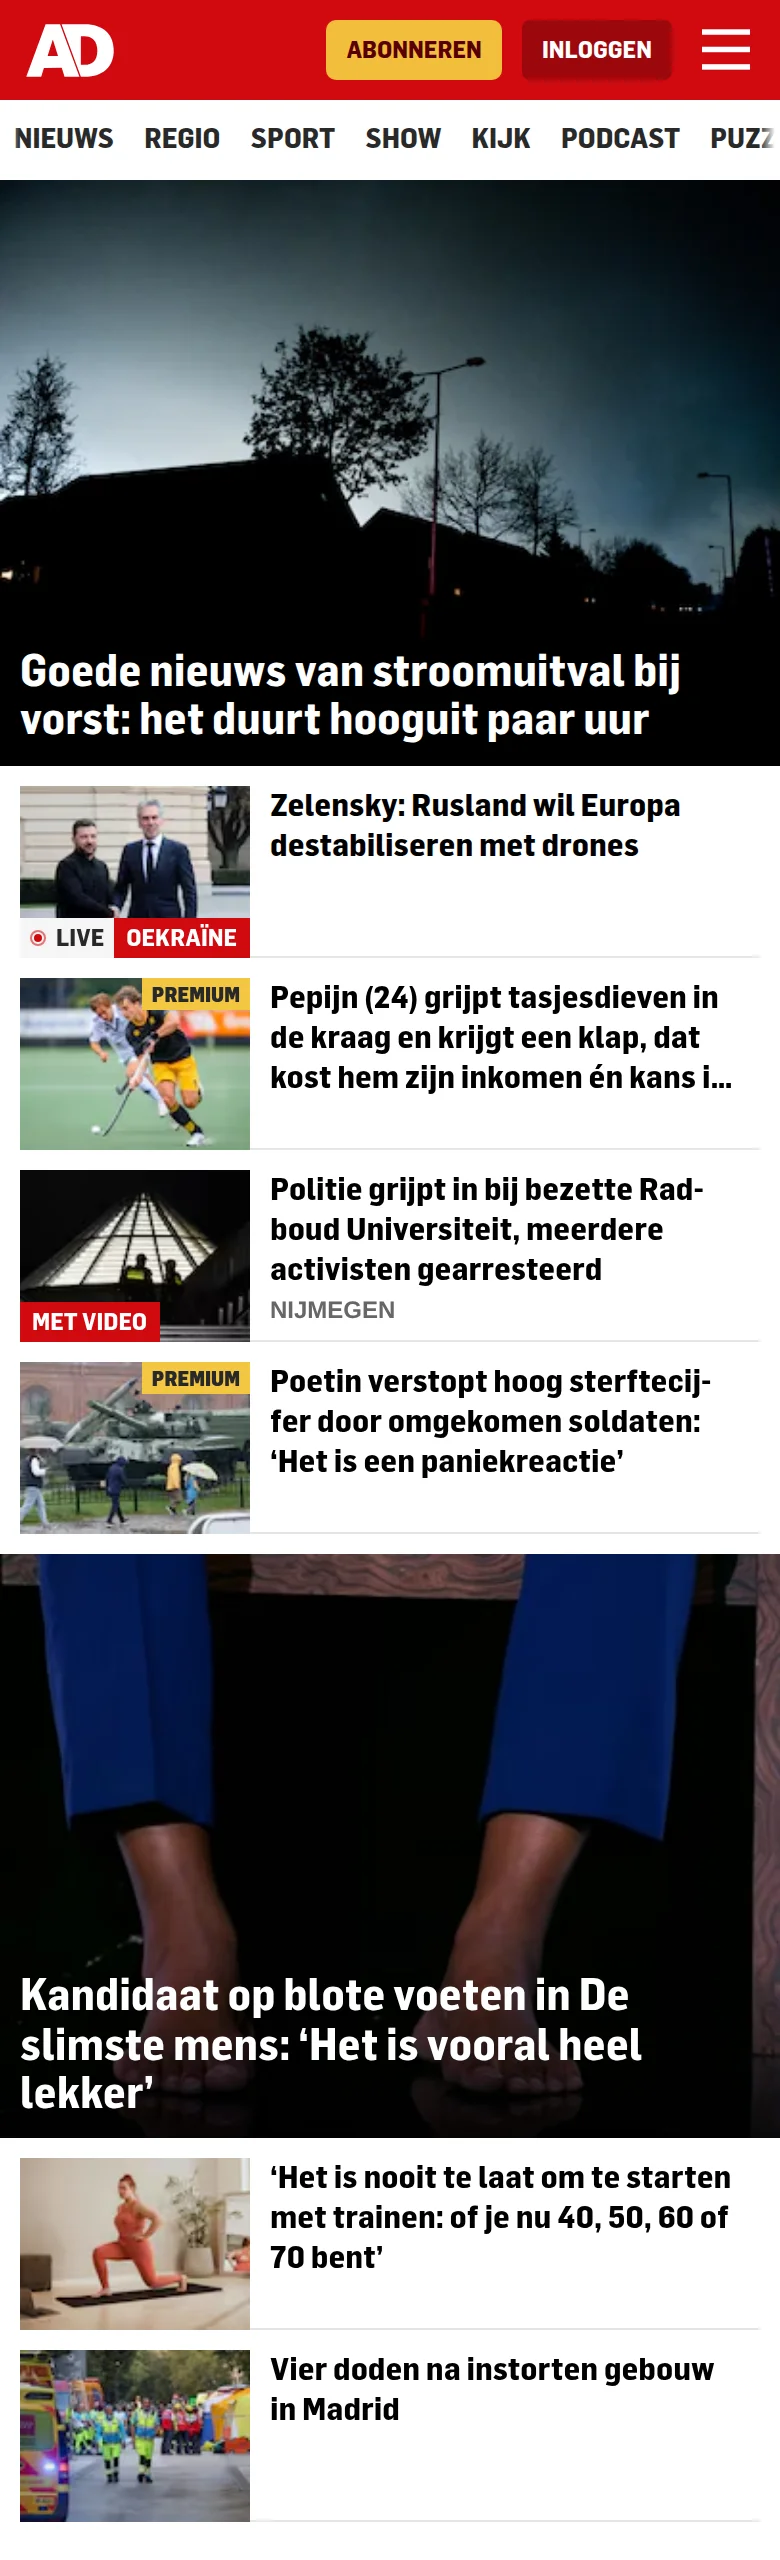 AD
ABONNEREN
INLOGGEN
NIEUWS REGIO SPORT SHOW KIJK PODCAST PUZZ
Goede nieuws van stroomuitval bij
vorst: het duurt hooguit paar uur
Zelensky: Rusland wil Europa
destabiliseren met drones
LIVE OEKRAÏNE
PREMIUM
Pepijn (24) grijpt tasjesdieven in
de kraag en krijgt een klap, dat
kost hem zijn inkomen én kans i...
Politie grijpt in bij bezette Rad-
boud Universiteit, meerdere
activisten gearresteerd
NIJMEGEN
MET VIDEO
PREMIUM
Poetin verstopt hoog sterftecij-
fer door omgekomen soldaten:
‘Het is een paniekreactie’
Kandidaat op blote voeten in De
slimste mens: ‘Het is vooral heel
lekker’
‘Het is nooit te laat om te starten
met trainen: of je nu 40, 50, 60 of
70 bent’
Vier doden na instorten gebouw
in Madrid